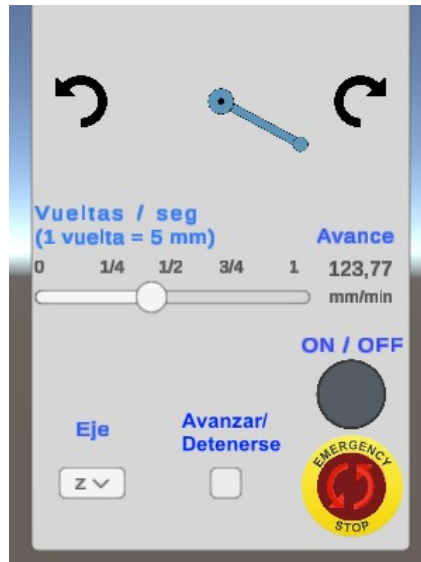 Vueltas / seg
(1 vuelta = 5 mm)
Avance
0 1/4 1/2 3/4 1
123,77
mm/min
ON / OFF
Eje
Avanzar/
Detenerse
z
EMERGENCY
STOP